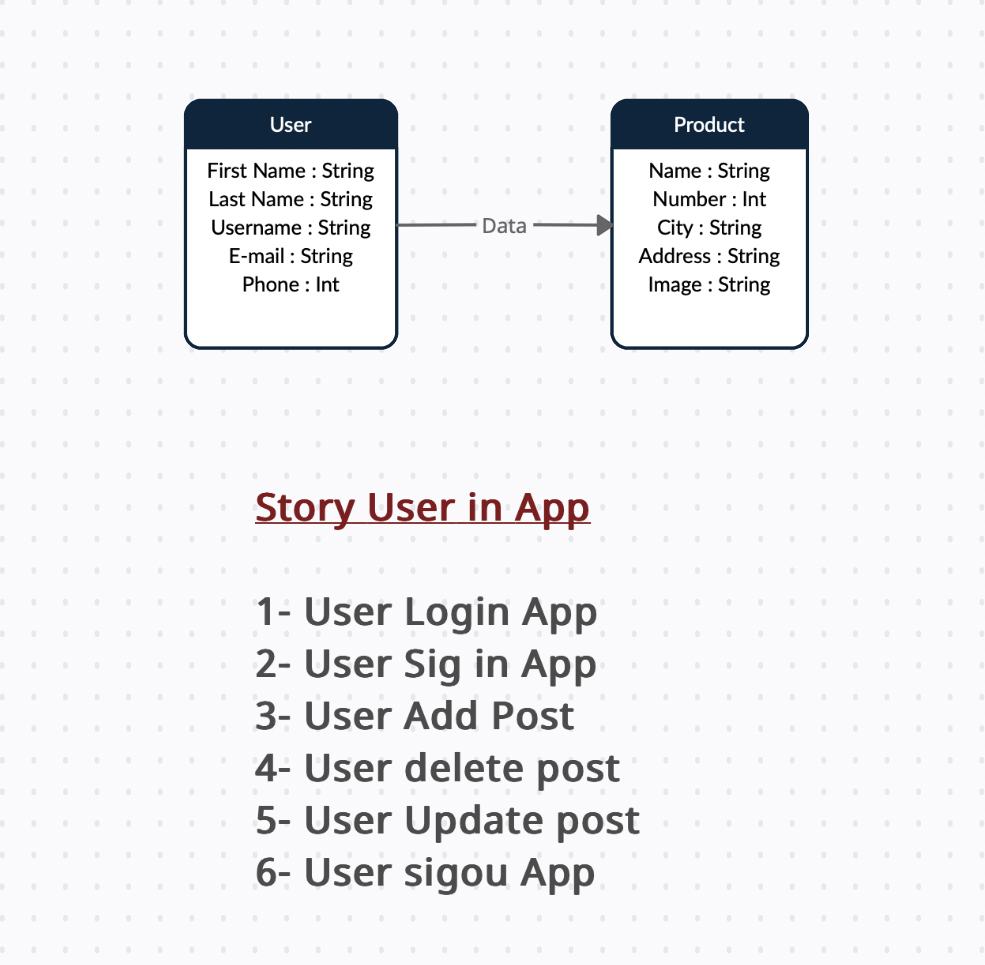 User
First Name : String
Last Name : String
Username : String
E-mail : String
Phone : Int
Data
Product
Name : String
Number : Int
City : String
Address : String
Image : String
Story User in App
1- User Login App
2- User Sig in App
3- User Add Post
4- User delete post
5- User Update post
6- User sigou App